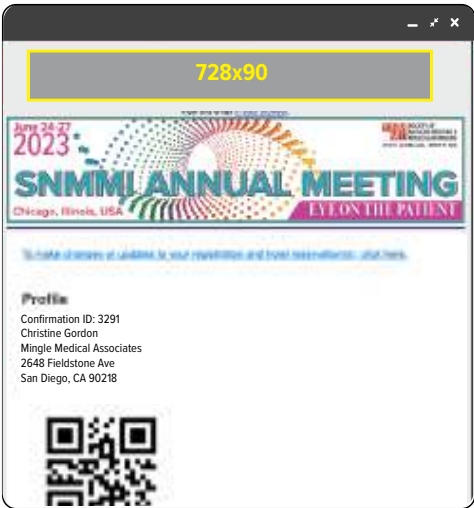 728x90
June 24-27
2023
SNMMI ANNUAL MEETING
Chicago, Illinois, USA
EYE ON THE PATIENT
To make changes or updates to your registration and hotel reservation(s), click here.
Profile
Confirmation ID: 3291
Christine Gordon
Mingle Medical Associates
2648 Fieldstone Ave
San Diego, CA 90218